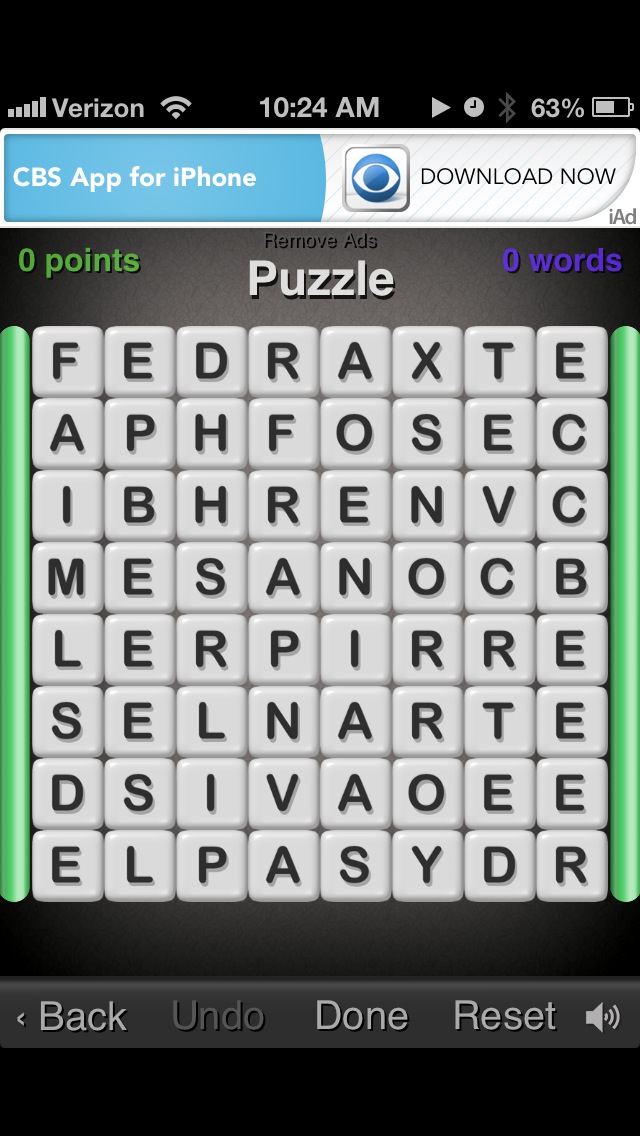 Verizon 10:24 AM 63%
CBS App for iPhone DOWNLOAD NOW
iAd
Remove Ads
0 points 0 words
Puzzle
F E D R A X T E
A P H F O S E C
I B H R E N V C
M E S A N O C B
L E R P I R R E
S E L N A R T E
D S I V A O E E
E L P A S Y D R
‹ Back Undo Done Reset